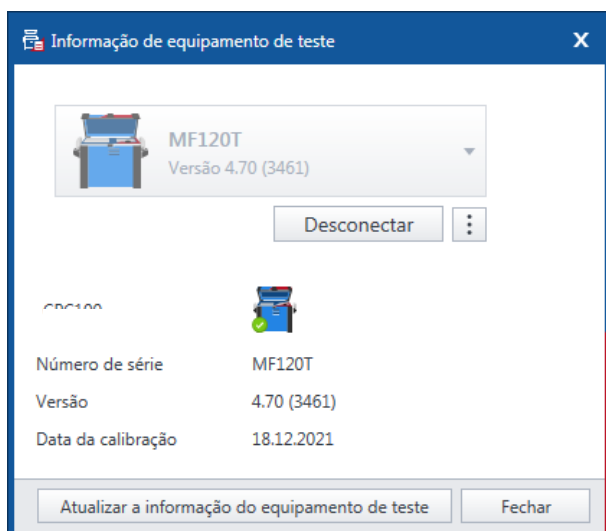 Informação de equipamento de teste
X
MF120T
Versão 4.70 (3461)
Desconectar
Número de série MF120T
Versão 4.70 (3461)
Data da calibração 18.12.2021
Atualizar a informação do equipamento de teste Fechar